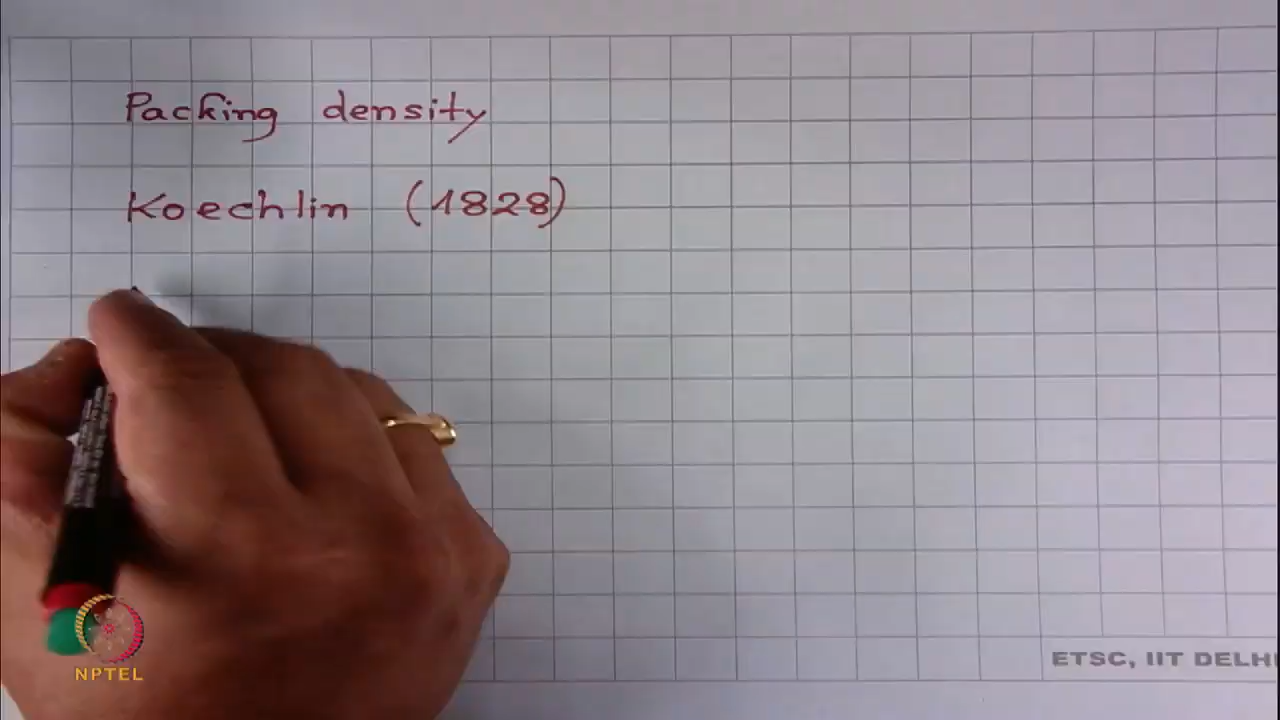 Packing density
Koechlin (1828)
NPTEL
ETSC, IIT DELHI